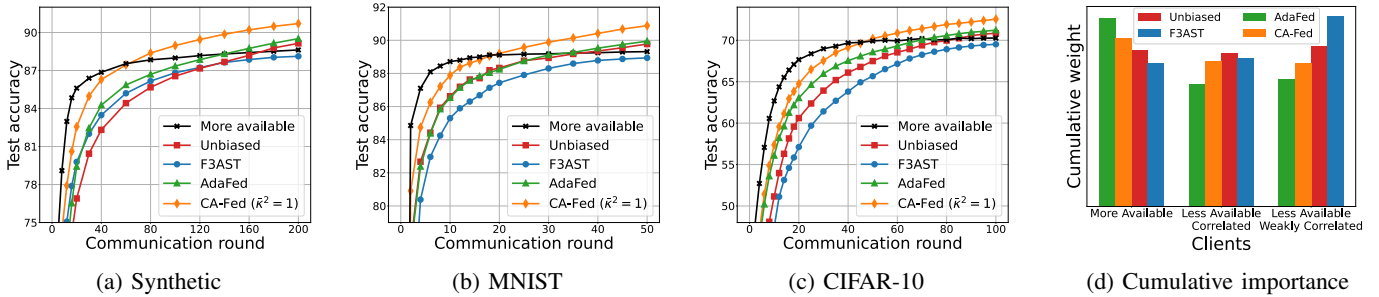 Test accuracy
90
87
84
81
78
75
0
40
80
120
160
200
Communication round
More available
Unbiased
F3AST
AdaFed
CA-Fed (κ̄² = 1)
(a) Synthetic
Test accuracy
92
90
88
86
84
82
80
0
10
20
30
40
50
Communication round
More available
Unbiased
F3AST
AdaFed
CA-Fed (κ̄² = 1)
(b) MNIST
Test accuracy
70
65
60
55
50
0
20
40
60
80
100
Communication round
More available
Unbiased
F3AST
AdaFed
CA-Fed (κ̄² = 1)
(c) CIFAR-10
Cumulative weight
Unbiased
F3AST
AdaFed
CA-Fed
More Available
Less Available
Correlated
Less Available
Weakly Correlated
Clients
(d) Cumulative importance